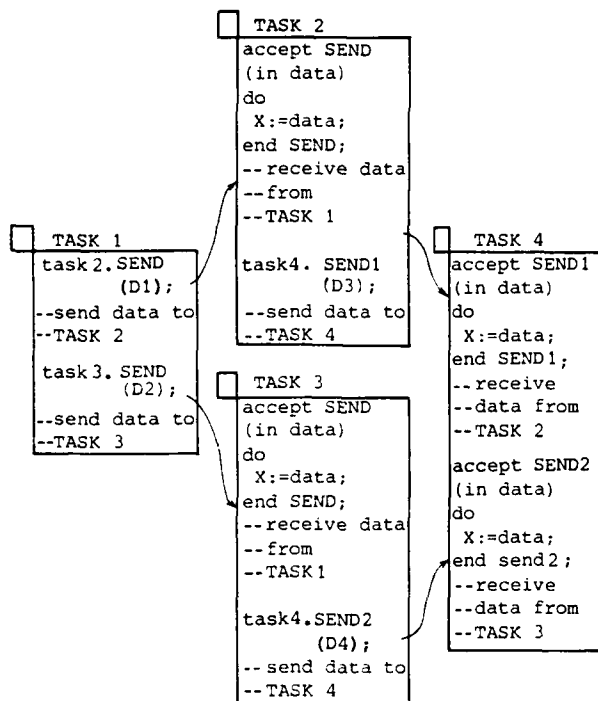 TASK 1
task2.SEND
(D1);
--send data to
--TASK 2
task3.SEND
(D2);
--send data to
--TASK 3
TASK 2
accept SEND
(in data)
do
X:=data;
end SEND;
--receive data
--from
--TASK 1
task4. SEND1
(D3);
--send data to
--TASK 4
TASK 3
accept SEND
(in data)
do
X:=data;
end SEND;
--receive data
--from
--TASK1
task4.SEND2
(D4);
-- send data to
--TASK 4
TASK 4
accept SEND1
(in data)
do
X:=data;
end SEND1;
--receive
--data from
--TASK 2
accept SEND2
(in data)
do
X:=data;
end send2;
--receive
--data from
--TASK 3